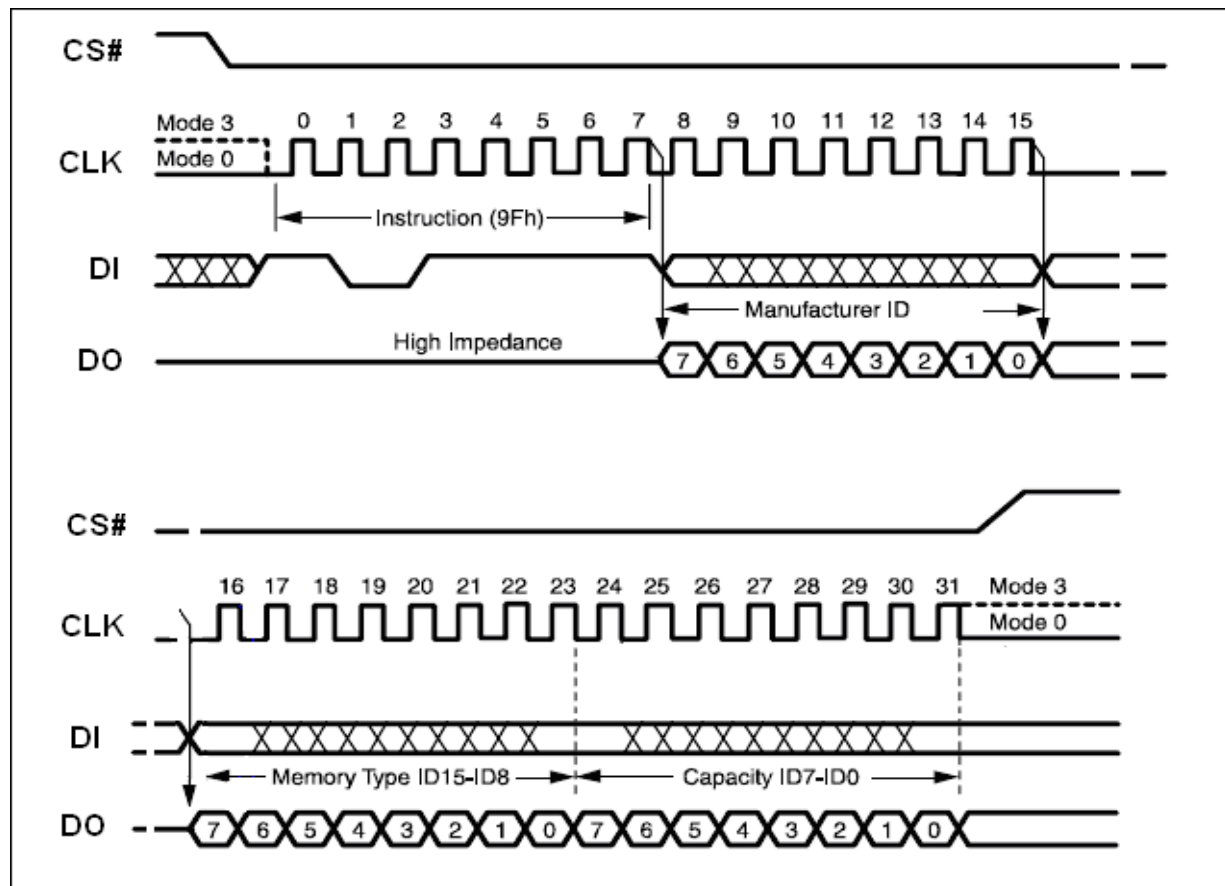 CS#
Mode 3 0 1 2 3 4 5 6 7 8 9 10 11 12 13 14 15
CLK Mode 0
Instruction (9Fh)
DI
Manufacturer ID
High Impedance
DO 7 6 5 4 3 2 1 0
CS#
16 17 18 19 20 21 22 23 24 25 26 27 28 29 30 31 Mode 3
CLK Mode 0
DI
Memory Type ID15-ID8 Capacity ID7-ID0
DO 7 6 5 4 3 2 1 0 7 6 5 4 3 2 1 0